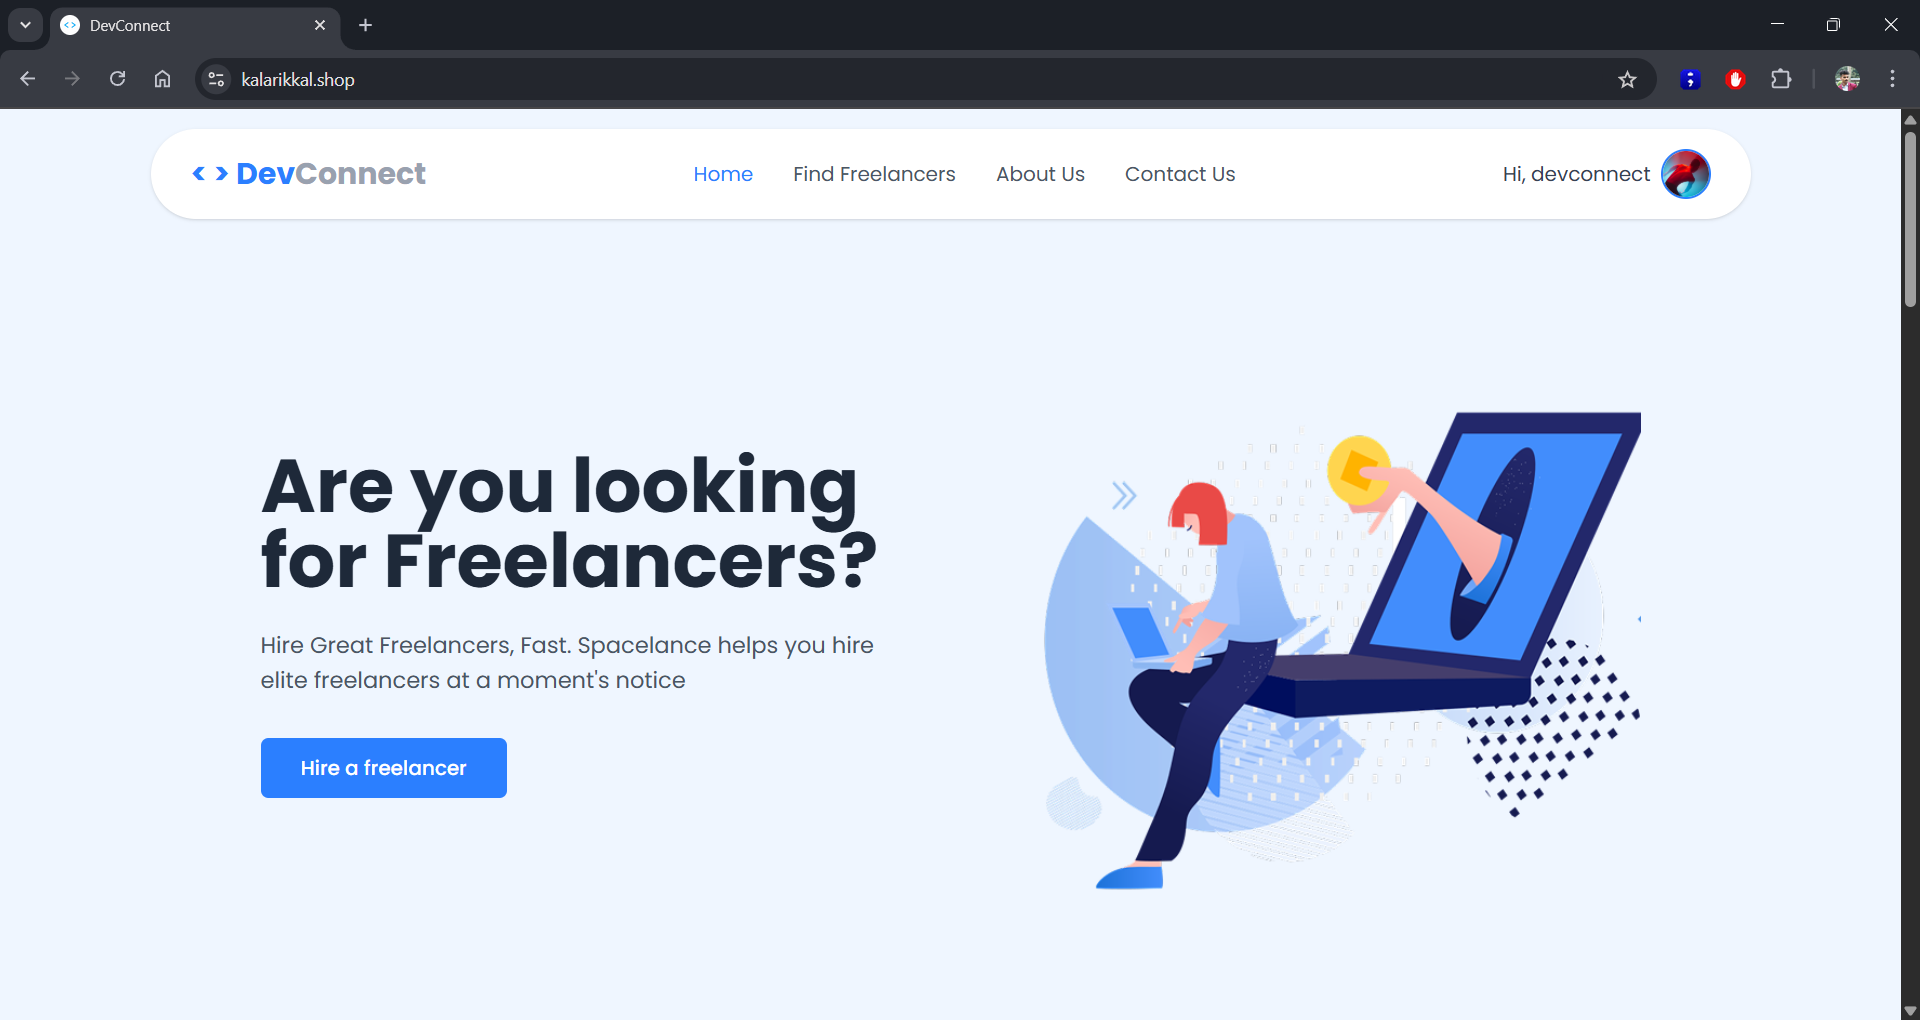 DevConnect
kalarikkal.shop
< > DevConnect
Home
Find Freelancers
About Us
Contact Us
Hi, devconnect
Are you looking
for Freelancers?
Hire Great Freelancers, Fast. Spacelance helps you hire
elite freelancers at a moment's notice
Hire a freelancer